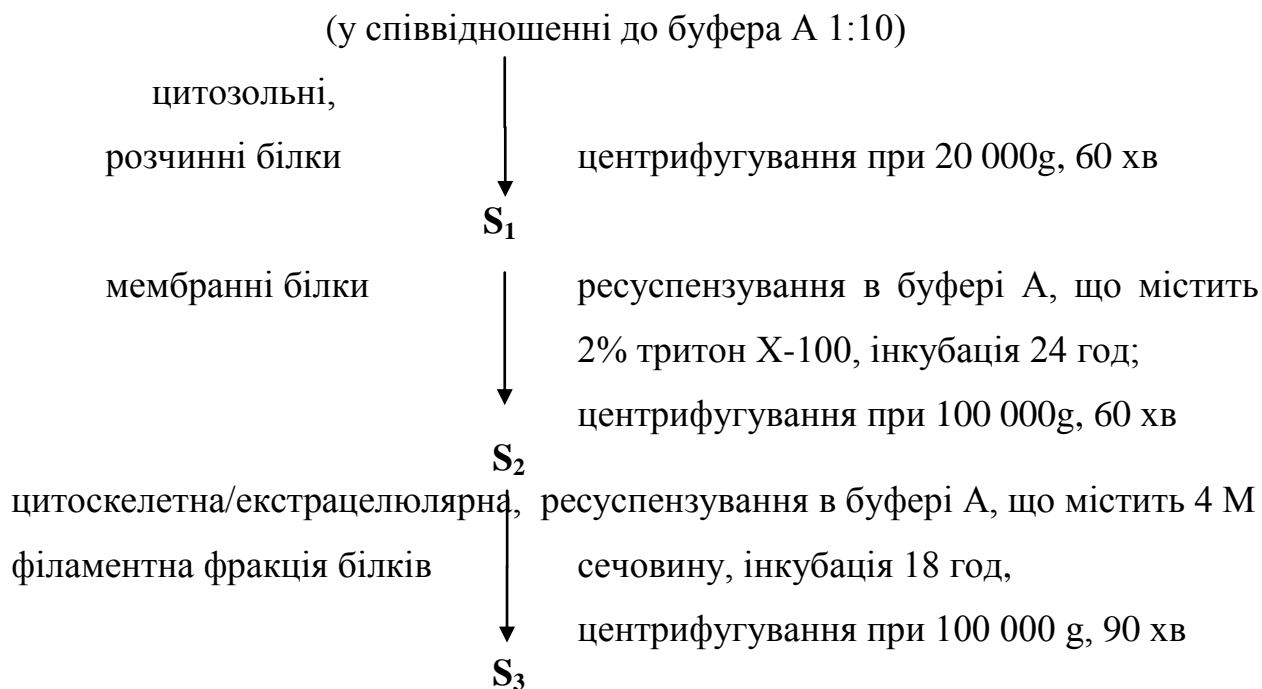 (у співвідношенні до буфера А 1:10)
цитозольні,
розчинні білки центрифугування при 20 000g, 60 хв
S₁
мембранні білки ресуспензування в буфері А, що містить
2% тритон Х-100, інкубація 24 год;
центрифугування при 100 000g, 60 хв
S₂
цитоскелетна/екстрацелюлярна, ресуспензування в буфері А, що містить 4 М
філаментна фракція білків сечовину, інкубація 18 год,
центрифугування при 100 000 g, 90 хв
S₃